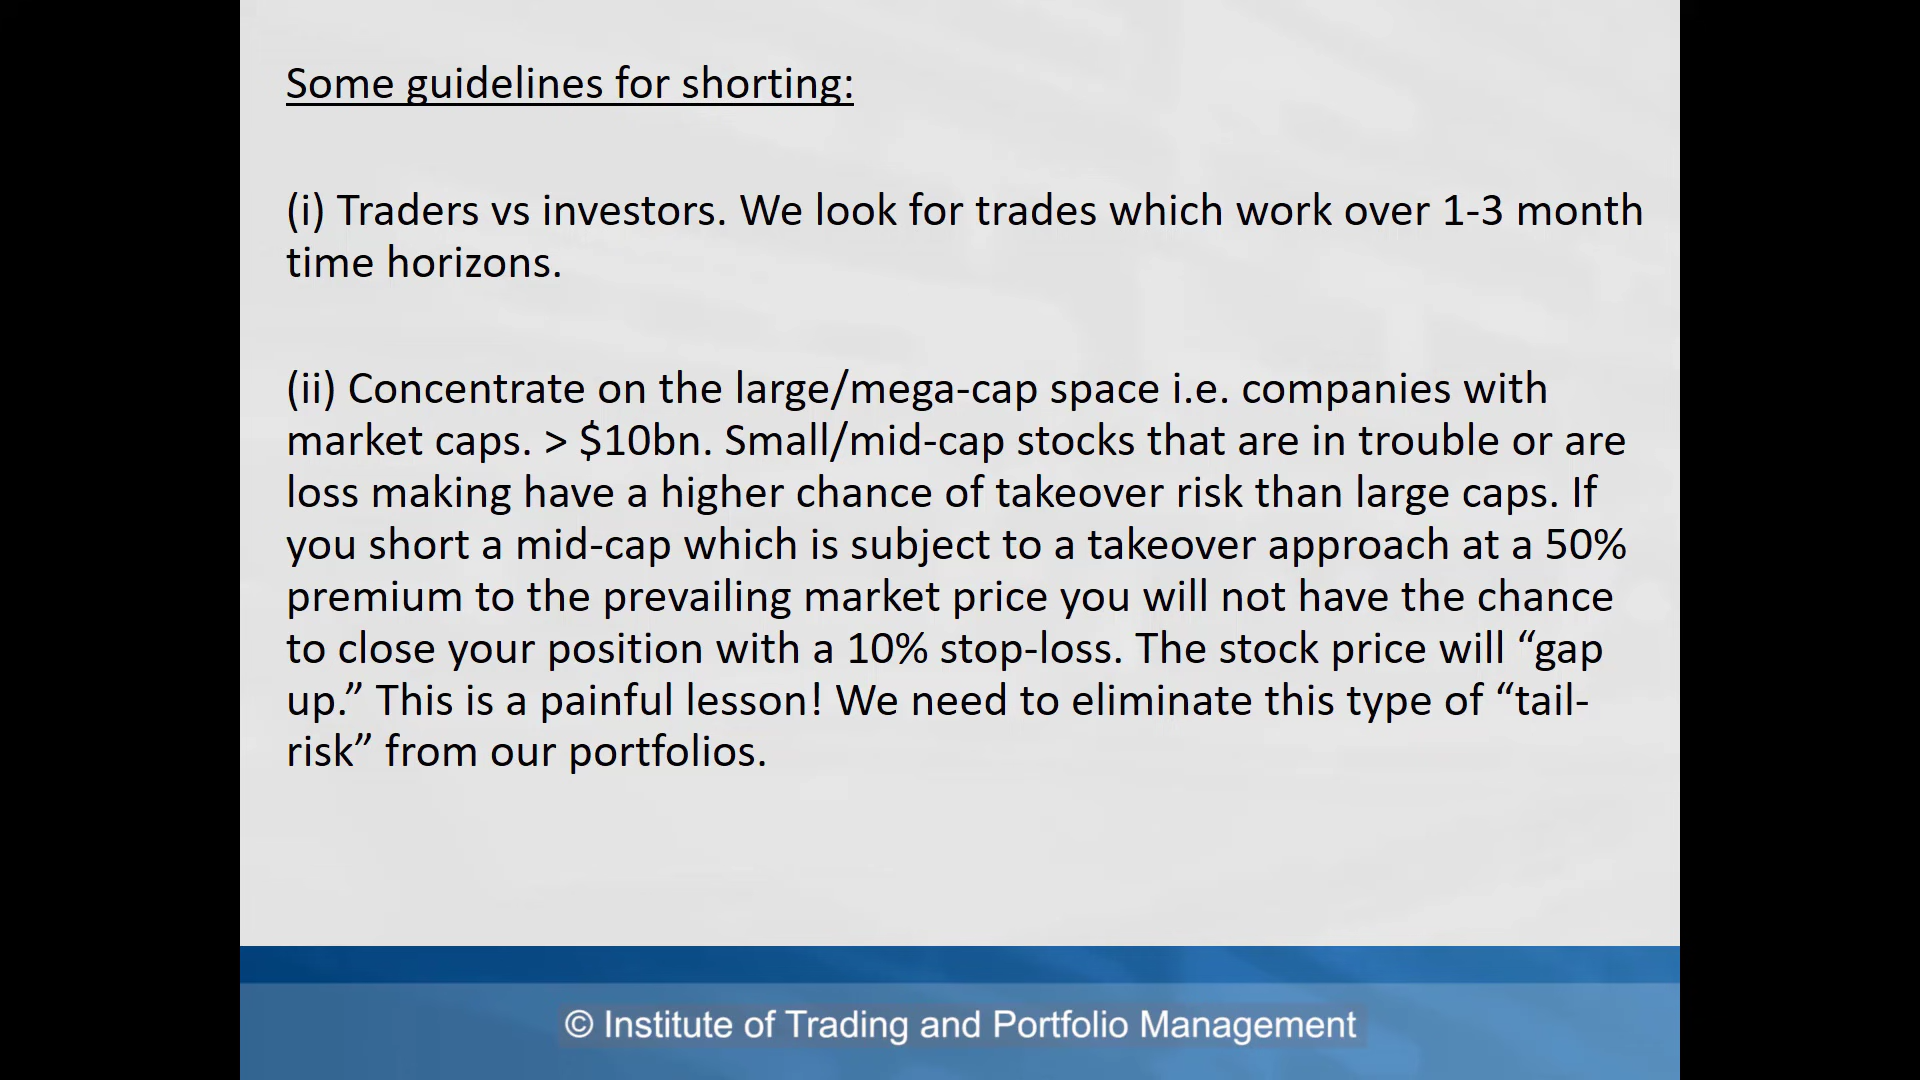 Some guidelines for shorting:
(i) Traders vs investors. We look for trades which work over 1-3 month
time horizons.
(ii) Concentrate on the large/mega-cap space i.e. companies with
market caps. > $10bn. Small/mid-cap stocks that are in trouble or are
loss making have a higher chance of takeover risk than large caps. If
you short a mid-cap which is subject to a takeover approach at a 50%
premium to the prevailing market price you will not have the chance
to close your position with a 10% stop-loss. The stock price will “gap
up.” This is a painful lesson! We need to eliminate this type of “tail-
risk” from our portfolios.
© Institute of Trading and Portfolio Management